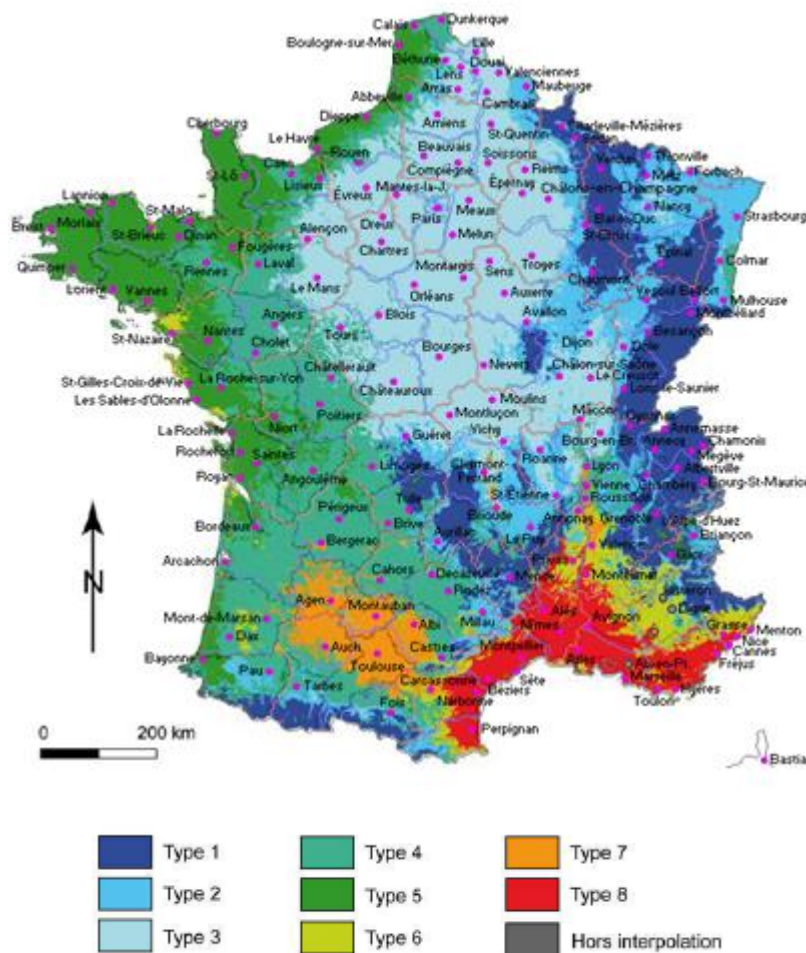 Dunkerque
Calais
Boulogne-sur-Mer
Lille
Béthune
Douai
Lens
Valenciennes
Arras
Maubeuge
Abbeville
Cambrai
Dieppe
Amiens
Charleville-Mézières
Cherbourg
St-Quentin
Sedan
Le Havre
Rouen
Beauvais
Soissons
Compiègne
Reims
Verdun
Thionville
Metz
Forbach
Caen
St-Lô
Lisieux
Évreux
Mantes-la-J.
Épernay
Châlons-en-Champagne
Lannion
Morlaix
Brest
St-Malo
St-Brieuc
Dinan
Paris
Meaux
Nancy
Bar-le-Duc
Strasbourg
Alençon
Dreux
St-Dizier
Fougères
Chartres
Melun
Quimper
Rennes
Laval
Troyes
Epinal
Colmar
Lorient
Vannes
Le Mans
Montargis
Sens
Chaumont
Orléans
Auxerre
Vesoul
Belfort
Mulhouse
Montbéliard
Angers
Blois
Avallon
St-Nazaire
Nantes
Cholet
Tours
Dijon
Besançon
Dole
Bourges
Nevers
Châlon-sur-Saône
Le Creusot
St-Gilles-Croix-de-Vie
La Roche-sur-Yon
Châtellerault
Châteauroux
Lons-le-Saunier
Les Sables-d'Olonne
Poitiers
Moulins
Montluçon
Mâcon
La Rochelle
Niort
Guéret
Vichy
Bourg-en-Br.
Annemasse
Annecy
Chamonix
Megève
Rochefort
Saintes
Limoges
Clermont-Ferrand
Roanne
Lyon
Albertville
Bourg-St-Maurice
Royan
Angoulême
Chambéry
Vienne
St-Étienne
Roussillon
Tulle
Périgueux
Brive
Brioude
Annonay
Grenoble
L'Alpe-d'Huez
Briançon
Bordeaux
Bergerac
Aurillac
Le Puy
Valence
Gap
Privas
Arcachon
Cahors
Decazeville
Mende
Montélimar
Rodez
Sisteron
Digne
Agen
Montauban
Mont-de-Marsan
Albi
Millau
Alès
Avignon
Nîmes
Grasse
Menton
Nice
Cannes
Dax
Auch
Castres
Montpellier
Arles
Aix-en-Pr.
Fréjus
Bayonne
Toulouse
Marseille
Pau
Tarbes
Carcassonne
Sète
Béziers
Hyères
Toulon
Foix
Narbonne
Perpignan
Bastia
N
0 200 km
Type 1 Type 4 Type 7
Type 2 Type 5 Type 8
Type 3 Type 6 Hors interpolation